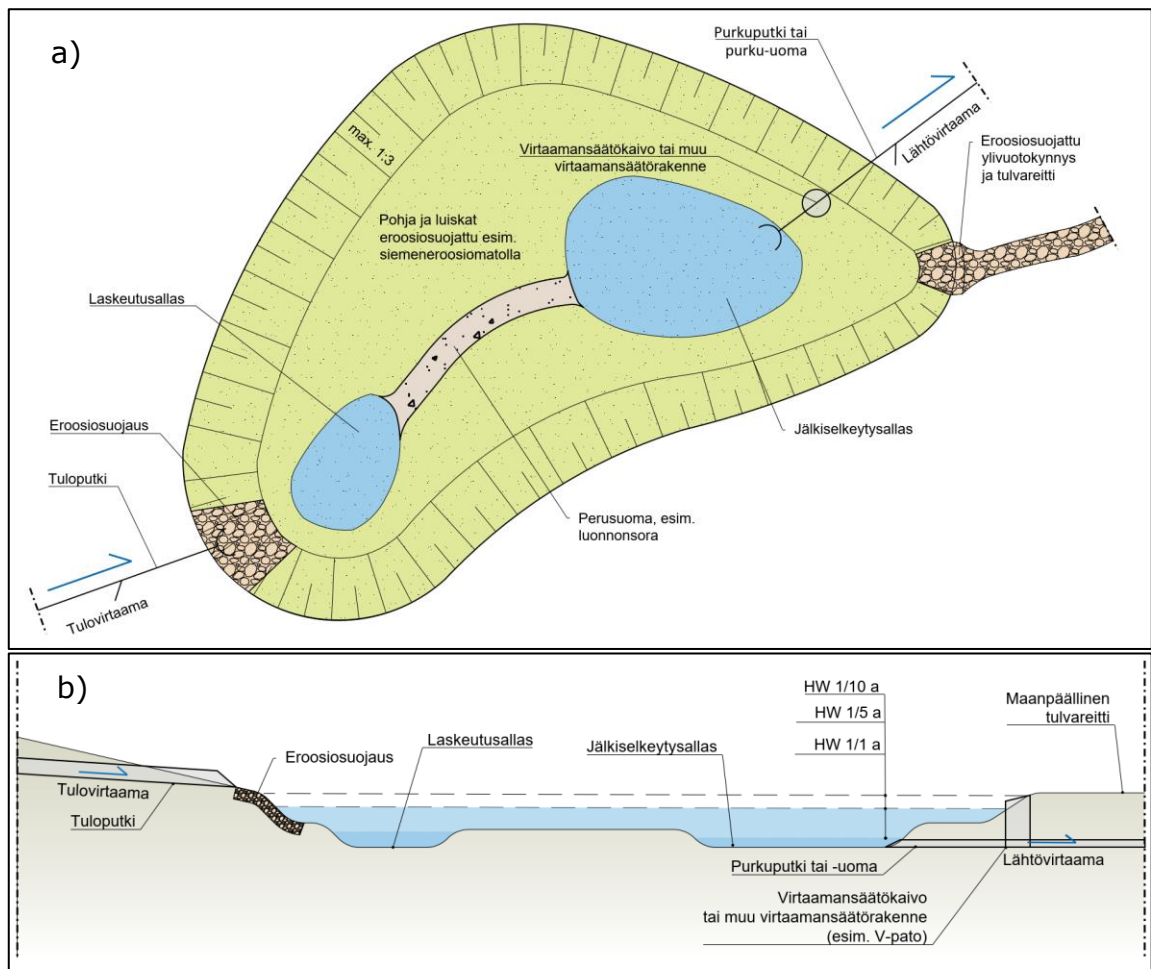 a)
Purkuputki tai
purku-uoma
Lähtövirtaama
max. 1:3
Virtaamansäätökaivo tai muu
virtaamansäätörakenne
Eroosiosuojattu
ylivuotokynnys
ja tulvareitti
Pohja ja luiskat
eroosiosuojattu esim.
siemeneroosiomatolla
Laskeutusallas
Eroosiosuojaus
Jälkiselkeytysallas
Tuloputki
Perusuoma, esim.
luonnonsora
Tulovirtaama
b)
HW 1/10 a
HW 1/5 a
HW 1/1 a
Maanpäällinen
tulvareitti
Laskeutusallas
Jälkiselkeytysallas
Eroosiosuojaus
Tulovirtaama
Tuloputki
Purkuputki tai -uoma
Lähtövirtaama
Virtaamansäätökaivo
tai muu virtaamansäätörakenne
(esim. V-pato)